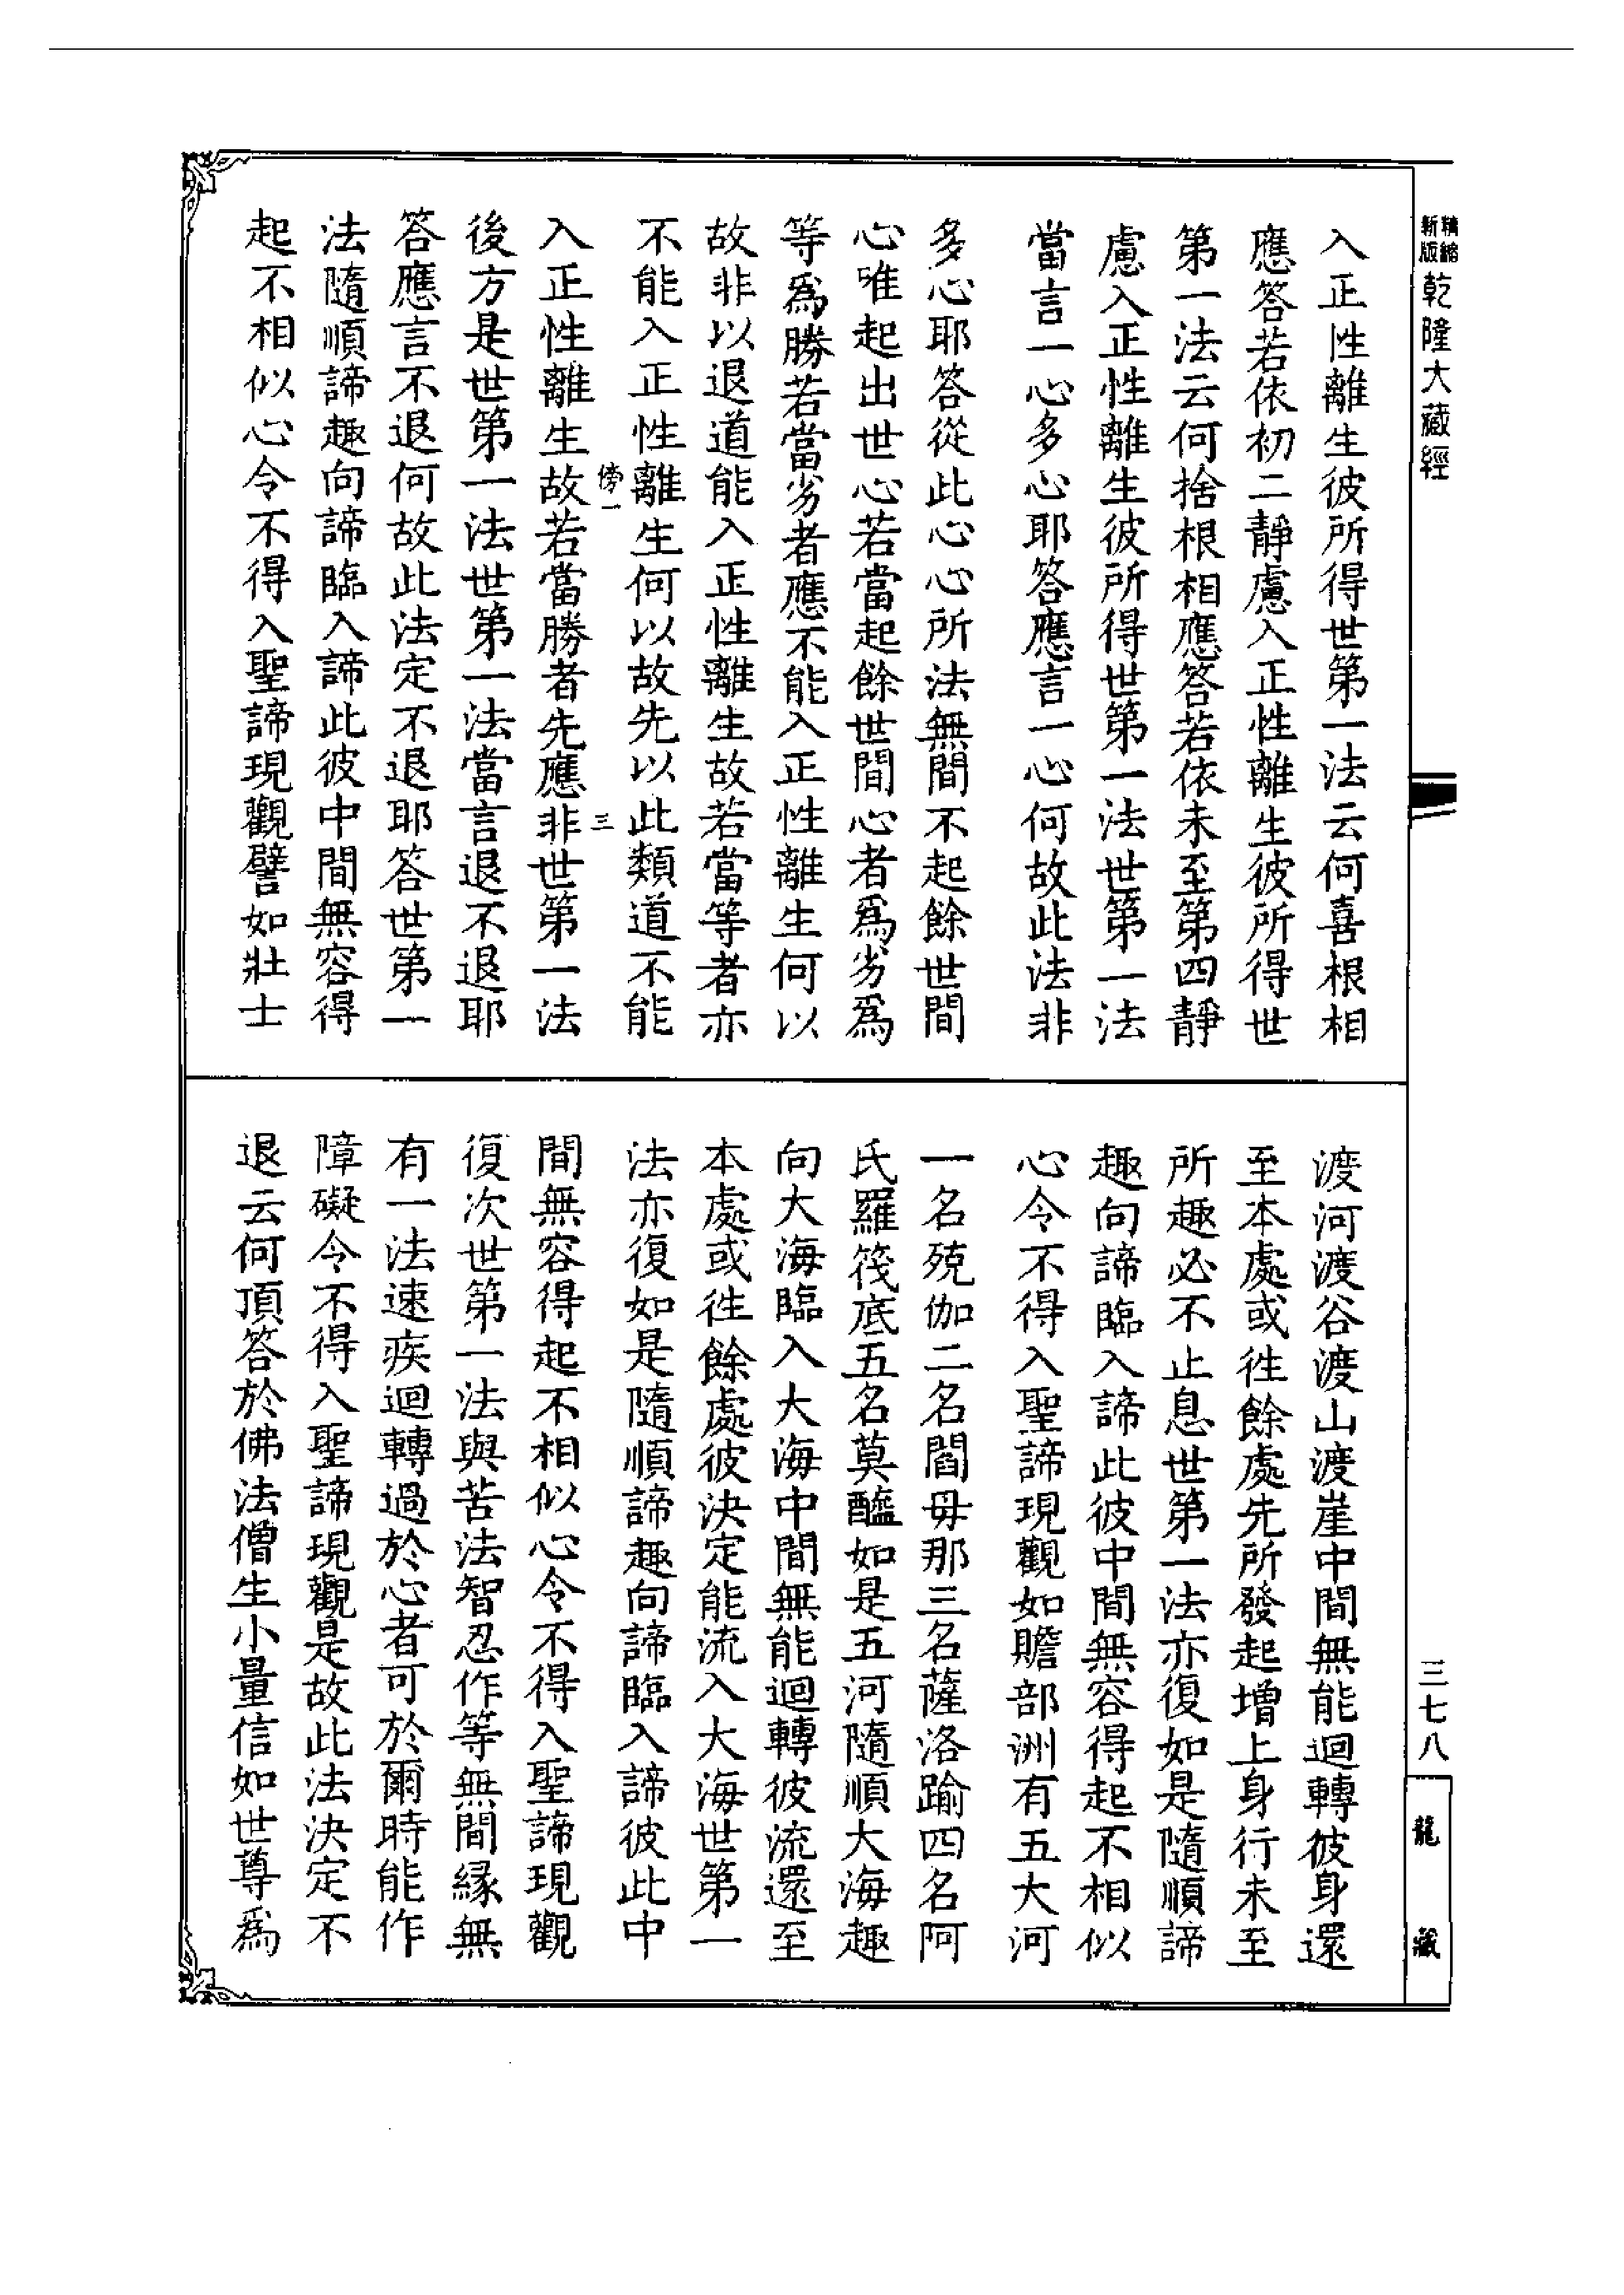 精縮新版乾隆大藏經
入正性離生彼所得世第一法云何喜根相
應答若依初二靜慮入正性離生彼所得世
第一法云何捨根相應答若依未至第四靜
慮入正性離生彼所得世第一法世第一法
當言一心多心耶答應言一心何故此法非
多心耶答從此心心所法無間不起餘世間
心唯起出世心若當起餘世間心者爲劣爲
等爲勝若當劣者應不能入正性離生何以
故非以退道能入正性離生故若當等者亦
不能入正性離生何以故先以此類道不能
傍一
三
入正性離生故若當勝者先應非世第一法
後方是世第一法世第一法當言退不退耶
答應言不退何故此法定不退耶答世第一
法隨順諦趣向諦臨入諦此彼中間無容得
起不相似心令不得入聖諦現觀譬如壯士
渡河渡谷渡山渡崖中間無能迴轉彼身還
至本處或往餘處先所發起增上身行未至
所趣必不止息世第一法亦復如是隨順諦
趣向諦臨入諦此彼中間無容得起不相似
心令不得入聖諦現觀如贍部洲有五大河
一名殑伽二名閻毋那三名薩洛踰四名阿
氏羅筏底五名莫醯如是五河隨順大海趣
向大海臨入大海中間無能迴轉彼流還至
本處或往餘處彼決定能流入大海世第一
法亦復如是隨順諦趣向諦臨入諦彼此中
間無容得起不相似心令不得入聖諦現觀
復次世第一法與苦法智忍作等無間緣無
有一法速疾迴轉過於心者可於爾時能作
障礙令不得入聖諦現觀是故此法決定不
退云何頂答於佛法僧生小量信如世尊爲
三七八
龍藏